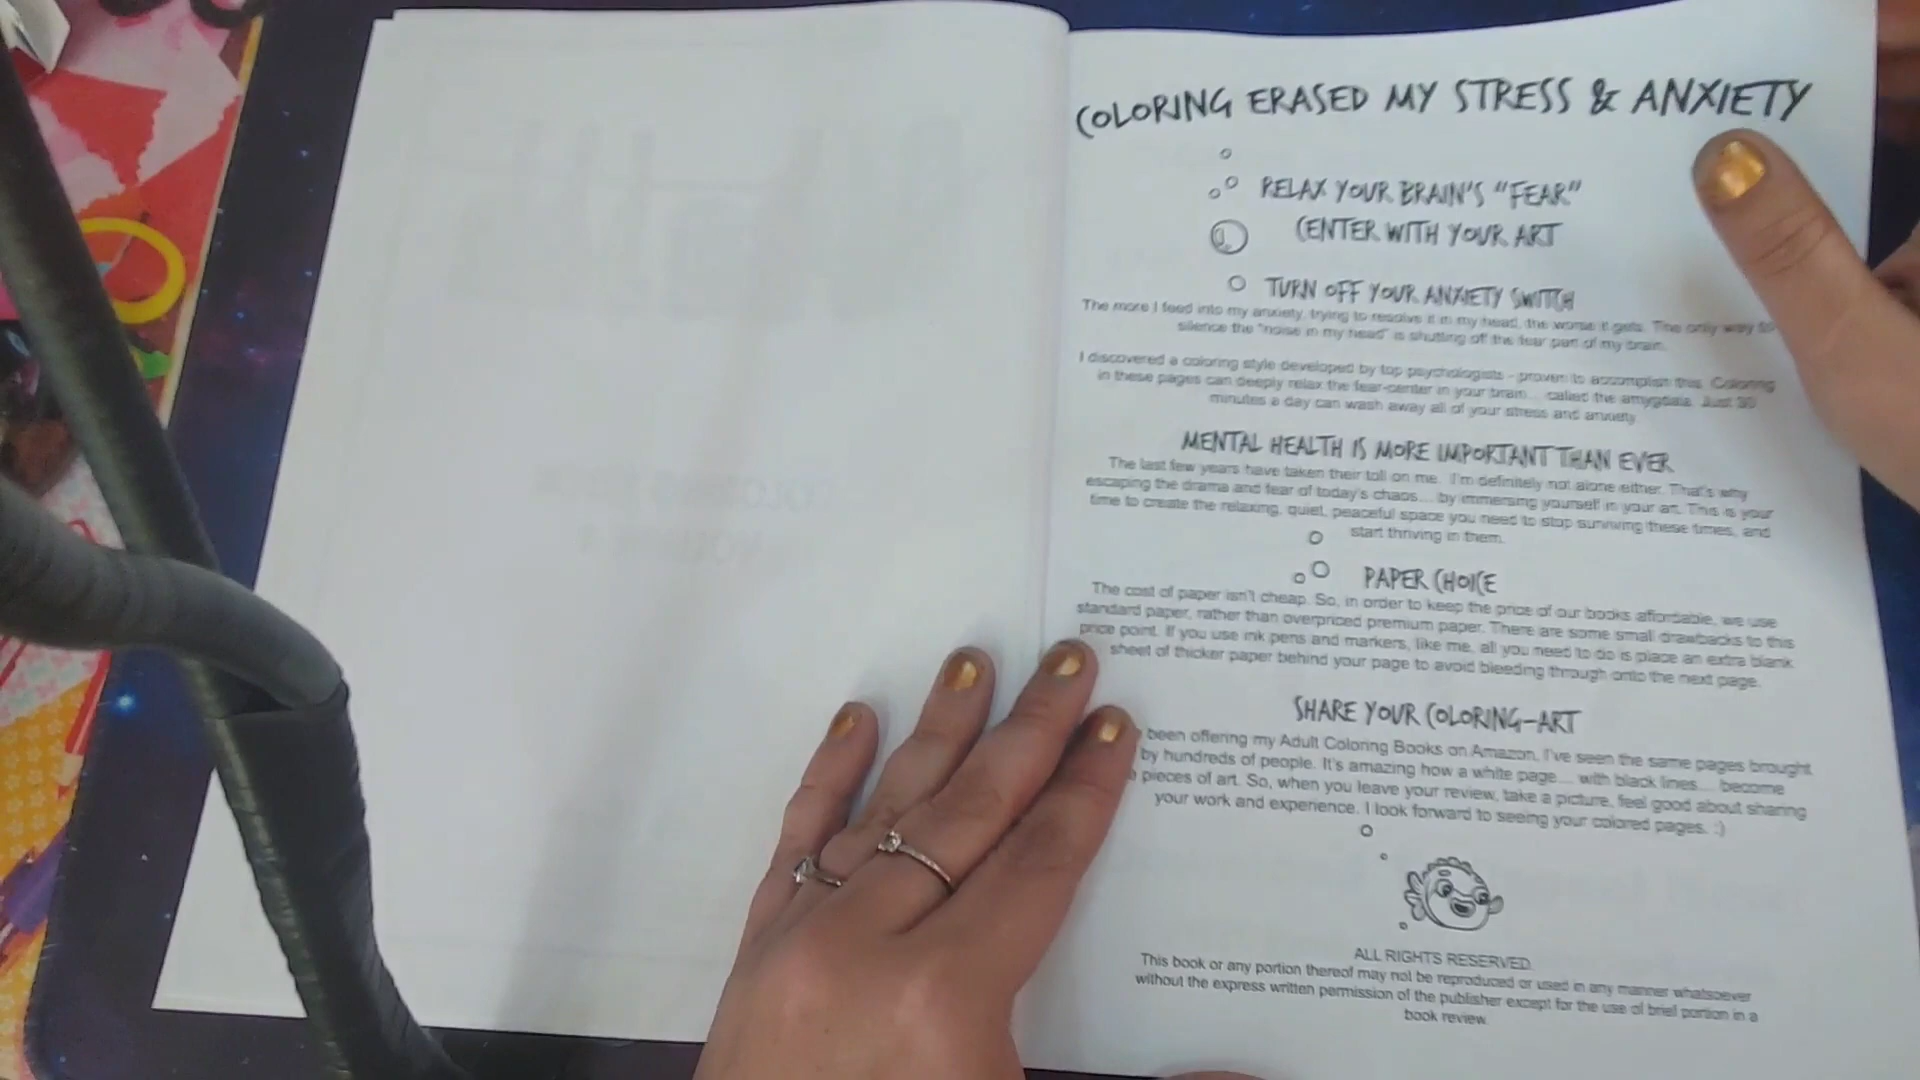 COLORING ERASED MY STRESS & ANXIETY
RELAX YOUR BRAIN'S "FEAR"
CENTER WITH YOUR ART
TURN OFF YOUR ANXIETY SWITCH
The more I feed into my anxiety, trying to resolve it in my head, the worse it gets. The only way to
silence the "noise in my head" is shutting off the fear part of my brain.
I discovered a coloring style developed by top psychologists - proven to accomplish this. Coloring
in these pages can deeply relax the fear-center in your brain... called the amygdala. Just 30
minutes a day can wash away all of your stress and anxiety.
MENTAL HEALTH IS MORE IMPORTANT THAN EVER
The last few years have taken their toll on me. I'm definitely not alone either. That's why
escaping the drama and fear of today's chaos... by immersing yourself in your art. This is your
time to create the relaxing, quiet, peaceful space you need to stop surviving these times, and
start thriving in them.
PAPER CHOICE
The cost of paper isn't cheap. So, in order to keep the price of our books affordable, we use
standard paper, rather than overpriced premium paper. There are some small drawbacks to this
price point. If you use ink pens and markers, like me, all you need to do is place an extra blank
sheet of thicker paper behind your page to avoid bleeding through onto the next page.
SHARE YOUR COLORING-ART
been offering my Adult Coloring Books on Amazon, I've seen the same pages brought
by hundreds of people. It's amazing how a white page... with black lines... become
pieces of art. So, when you leave your review, take a picture, feel good about sharing
your work and experience. I look forward to seeing your colored pages. :)
ALL RIGHTS RESERVED.
This book or any portion thereof may not be reproduced or used in any manner whatsoever
without the express written permission of the publisher except for the use of brief portion in a
book review.